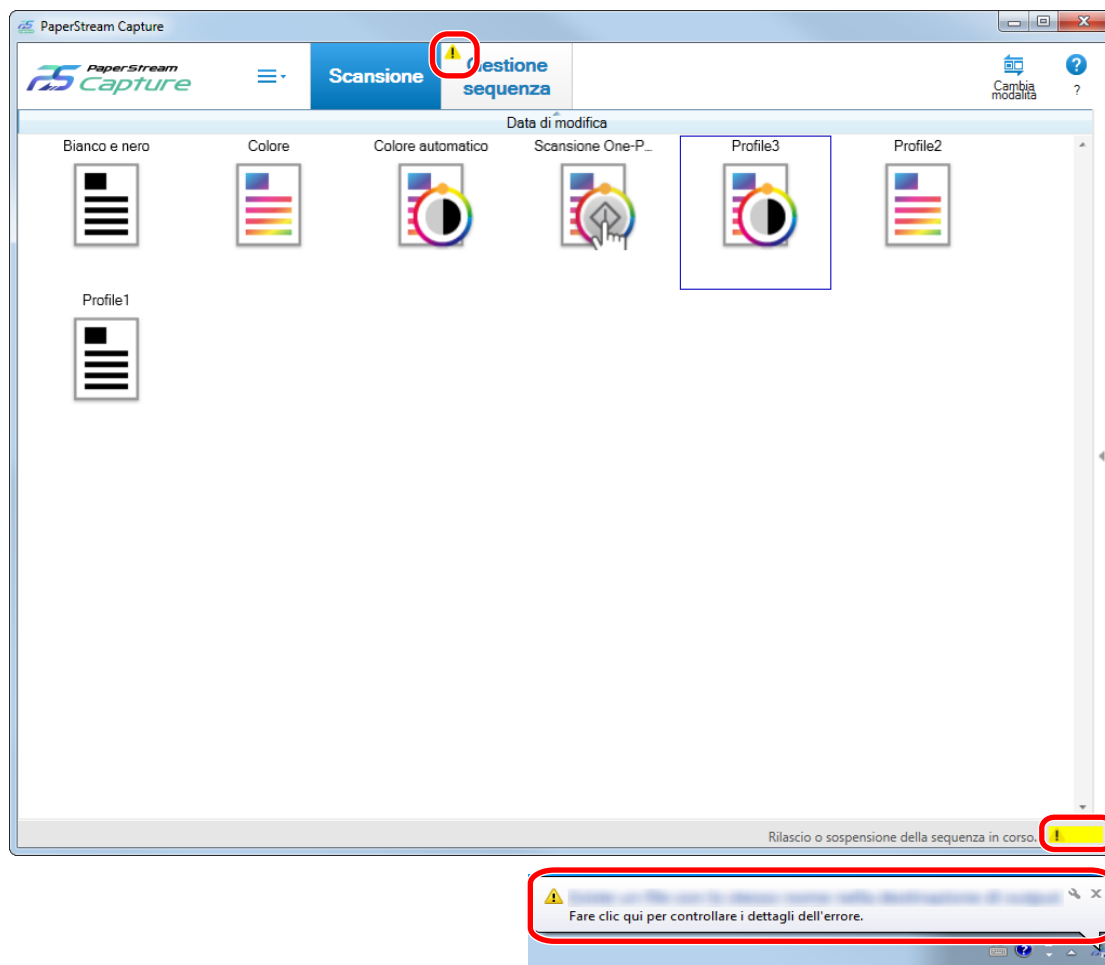 PaperStream Capture
PaperStream
Capture
Scansione
Gestione
sequenza
Cambia
modalità
?
?
Data di modifica
Bianco e nero
Colore
Colore automatico
Scansione One-P...
Profile3
Profile2
Profile1
Rilascio o sospensione della sequenza in corso.
Fare clic qui per controllare i dettagli dell'errore.